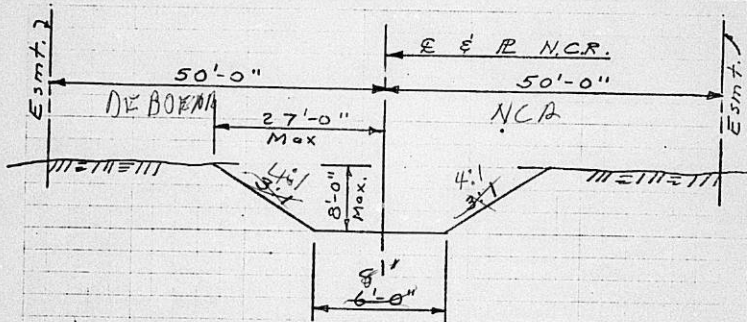 Esmt.
℄ & ℙL N.C.R.
Esmt.
50'-0"
50'-0"
DE BOER
NCR
27'-0"
Max
4:1
3:1
8'-0"
Max.
4:1
3:1
8'
6'-0"